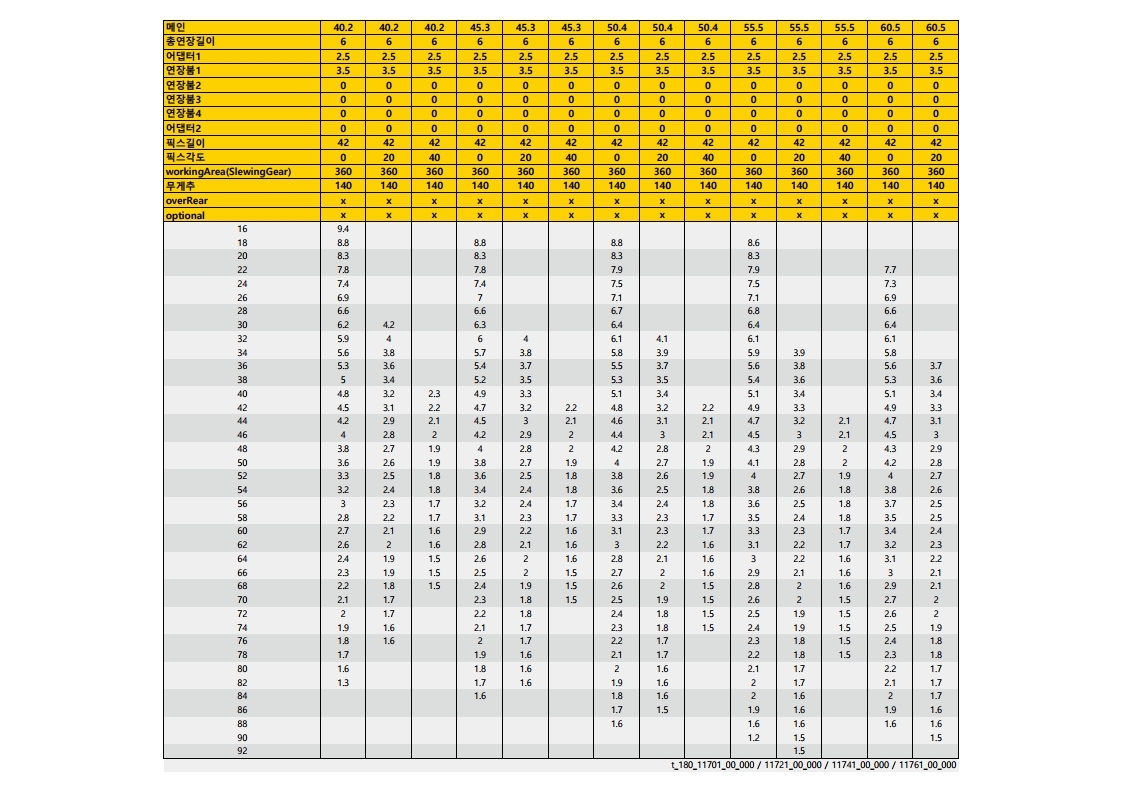 메인 40.2 40.2 40.2 45.3 45.3 45.3 50.4 50.4 50.4 55.5 55.5 55.5 60.5 60.5
총연장길이 6 6 6 6 6 6 6 6 6 6 6 6 6 6
어댑터1 2.5 2.5 2.5 2.5 2.5 2.5 2.5 2.5 2.5 2.5 2.5 2.5 2.5 2.5
연장붐1 3.5 3.5 3.5 3.5 3.5 3.5 3.5 3.5 3.5 3.5 3.5 3.5 3.5 3.5
연장붐2 0 0 0 0 0 0 0 0 0 0 0 0 0 0
연장붐3 0 0 0 0 0 0 0 0 0 0 0 0 0 0
연장붐4 0 0 0 0 0 0 0 0 0 0 0 0 0 0
어댑터2 0 0 0 0 0 0 0 0 0 0 0 0 0 0
픽스길이 42 42 42 42 42 42 42 42 42 42 42 42 42 42
픽스각도 0 20 40 0 20 40 0 20 40 0 20 40 0 20
workingArea(SlewingGear) 360 360 360 360 360 360 360 360 360 360 360 360 360 360
무게추 140 140 140 140 140 140 140 140 140 140 140 140 140 140
overRear x x x x x x x x x x x x x x
optional x x x x x x x x x x x x x x
16 9.4
18 8.8 8.8 8.8 8.6
20 8.3 8.3 8.3 8.3
22 7.8 7.8 7.9 7.9 7.7
24 7.4 7.4 7.5 7.5 7.3
26 6.9 7 7.1 7.1 6.9
28 6.6 6.6 6.7 6.8 6.6
30 6.2 4.2 6.3 6.4 6.4 6.4
32 5.9 4 6 4 6.1 4.1 6.1 6.1
34 5.6 3.8 5.7 3.8 5.8 3.9 5.9 3.9 5.8
36 5.3 3.6 5.4 3.7 5.5 3.7 5.6 3.8 5.6 3.7
38 5 3.4 5.2 3.5 5.3 3.5 5.4 3.6 5.3 3.6
40 4.8 3.2 2.3 4.9 3.3 5.1 3.4 5.1 3.4 5.1 3.4
42 4.5 3.1 2.2 4.7 3.2 2.2 4.8 3.2 2.2 4.9 3.3 4.9 3.3
44 4.2 2.9 2.1 4.5 3 2.1 4.6 3.1 2.1 4.7 3.2 2.1 4.7 3.1
46 4 2.8 2 4.2 2.9 2 4.4 3 2.1 4.5 3 2.1 4.5 3
48 3.8 2.7 1.9 4 2.8 2 4.2 2.8 2 4.3 2.9 2 4.3 2.9
50 3.6 2.6 1.9 3.8 2.7 1.9 4 2.7 1.9 4.1 2.8 2 4.2 2.8
52 3.3 2.5 1.8 3.6 2.5 1.8 3.8 2.6 1.9 4 2.7 1.9 4 2.7
54 3.2 2.4 1.8 3.4 2.4 1.8 3.6 2.5 1.8 3.8 2.6 1.8 3.8 2.6
56 3 2.3 1.7 3.2 2.4 1.7 3.4 2.4 1.8 3.6 2.5 1.8 3.7 2.5
58 2.8 2.2 1.7 3.1 2.3 1.7 3.3 2.3 1.7 3.5 2.4 1.8 3.5 2.5
60 2.7 2.1 1.6 2.9 2.2 1.6 3.1 2.3 1.7 3.3 2.3 1.7 3.4 2.4
62 2.6 2 1.6 2.8 2.1 1.6 3 2.2 1.6 3.1 2.2 1.7 3.2 2.3
64 2.4 1.9 1.5 2.6 2 1.6 2.8 2.1 1.6 3 2.2 1.6 3.1 2.2
66 2.3 1.9 1.5 2.5 2 1.5 2.7 2 1.6 2.9 2.1 1.6 3 2.1
68 2.2 1.8 1.5 2.4 1.9 1.5 2.6 2 1.5 2.8 2 1.6 2.9 2.1
70 2.1 1.7 2.3 1.8 1.5 2.5 1.9 1.5 2.6 2 1.5 2.7 2
72 2 1.7 2.2 1.8 2.4 1.8 1.5 2.5 1.9 1.5 2.6 2
74 1.9 1.6 2.1 1.7 2.3 1.8 1.5 2.4 1.9 1.5 2.5 1.9
76 1.8 1.6 2 1.7 2.2 1.7 2.3 1.8 1.5 2.4 1.8
78 1.7 1.9 1.6 2.1 1.7 2.2 1.8 1.5 2.3 1.8
80 1.6 1.8 1.6 2 1.6 2.1 1.7 2.2 1.7
82 1.3 1.7 1.6 1.9 1.6 2 1.7 2.1 1.7
84 1.6 1.8 1.6 2 1.6 2 1.7
86 1.7 1.5 1.9 1.6 1.9 1.6
88 1.6 1.6 1.6 1.6 1.6
90 1.2 1.5 1.5
92 1.5
t_180_11701_00_000 / 11721_00_000 / 11741_00_000 / 11761_00_000